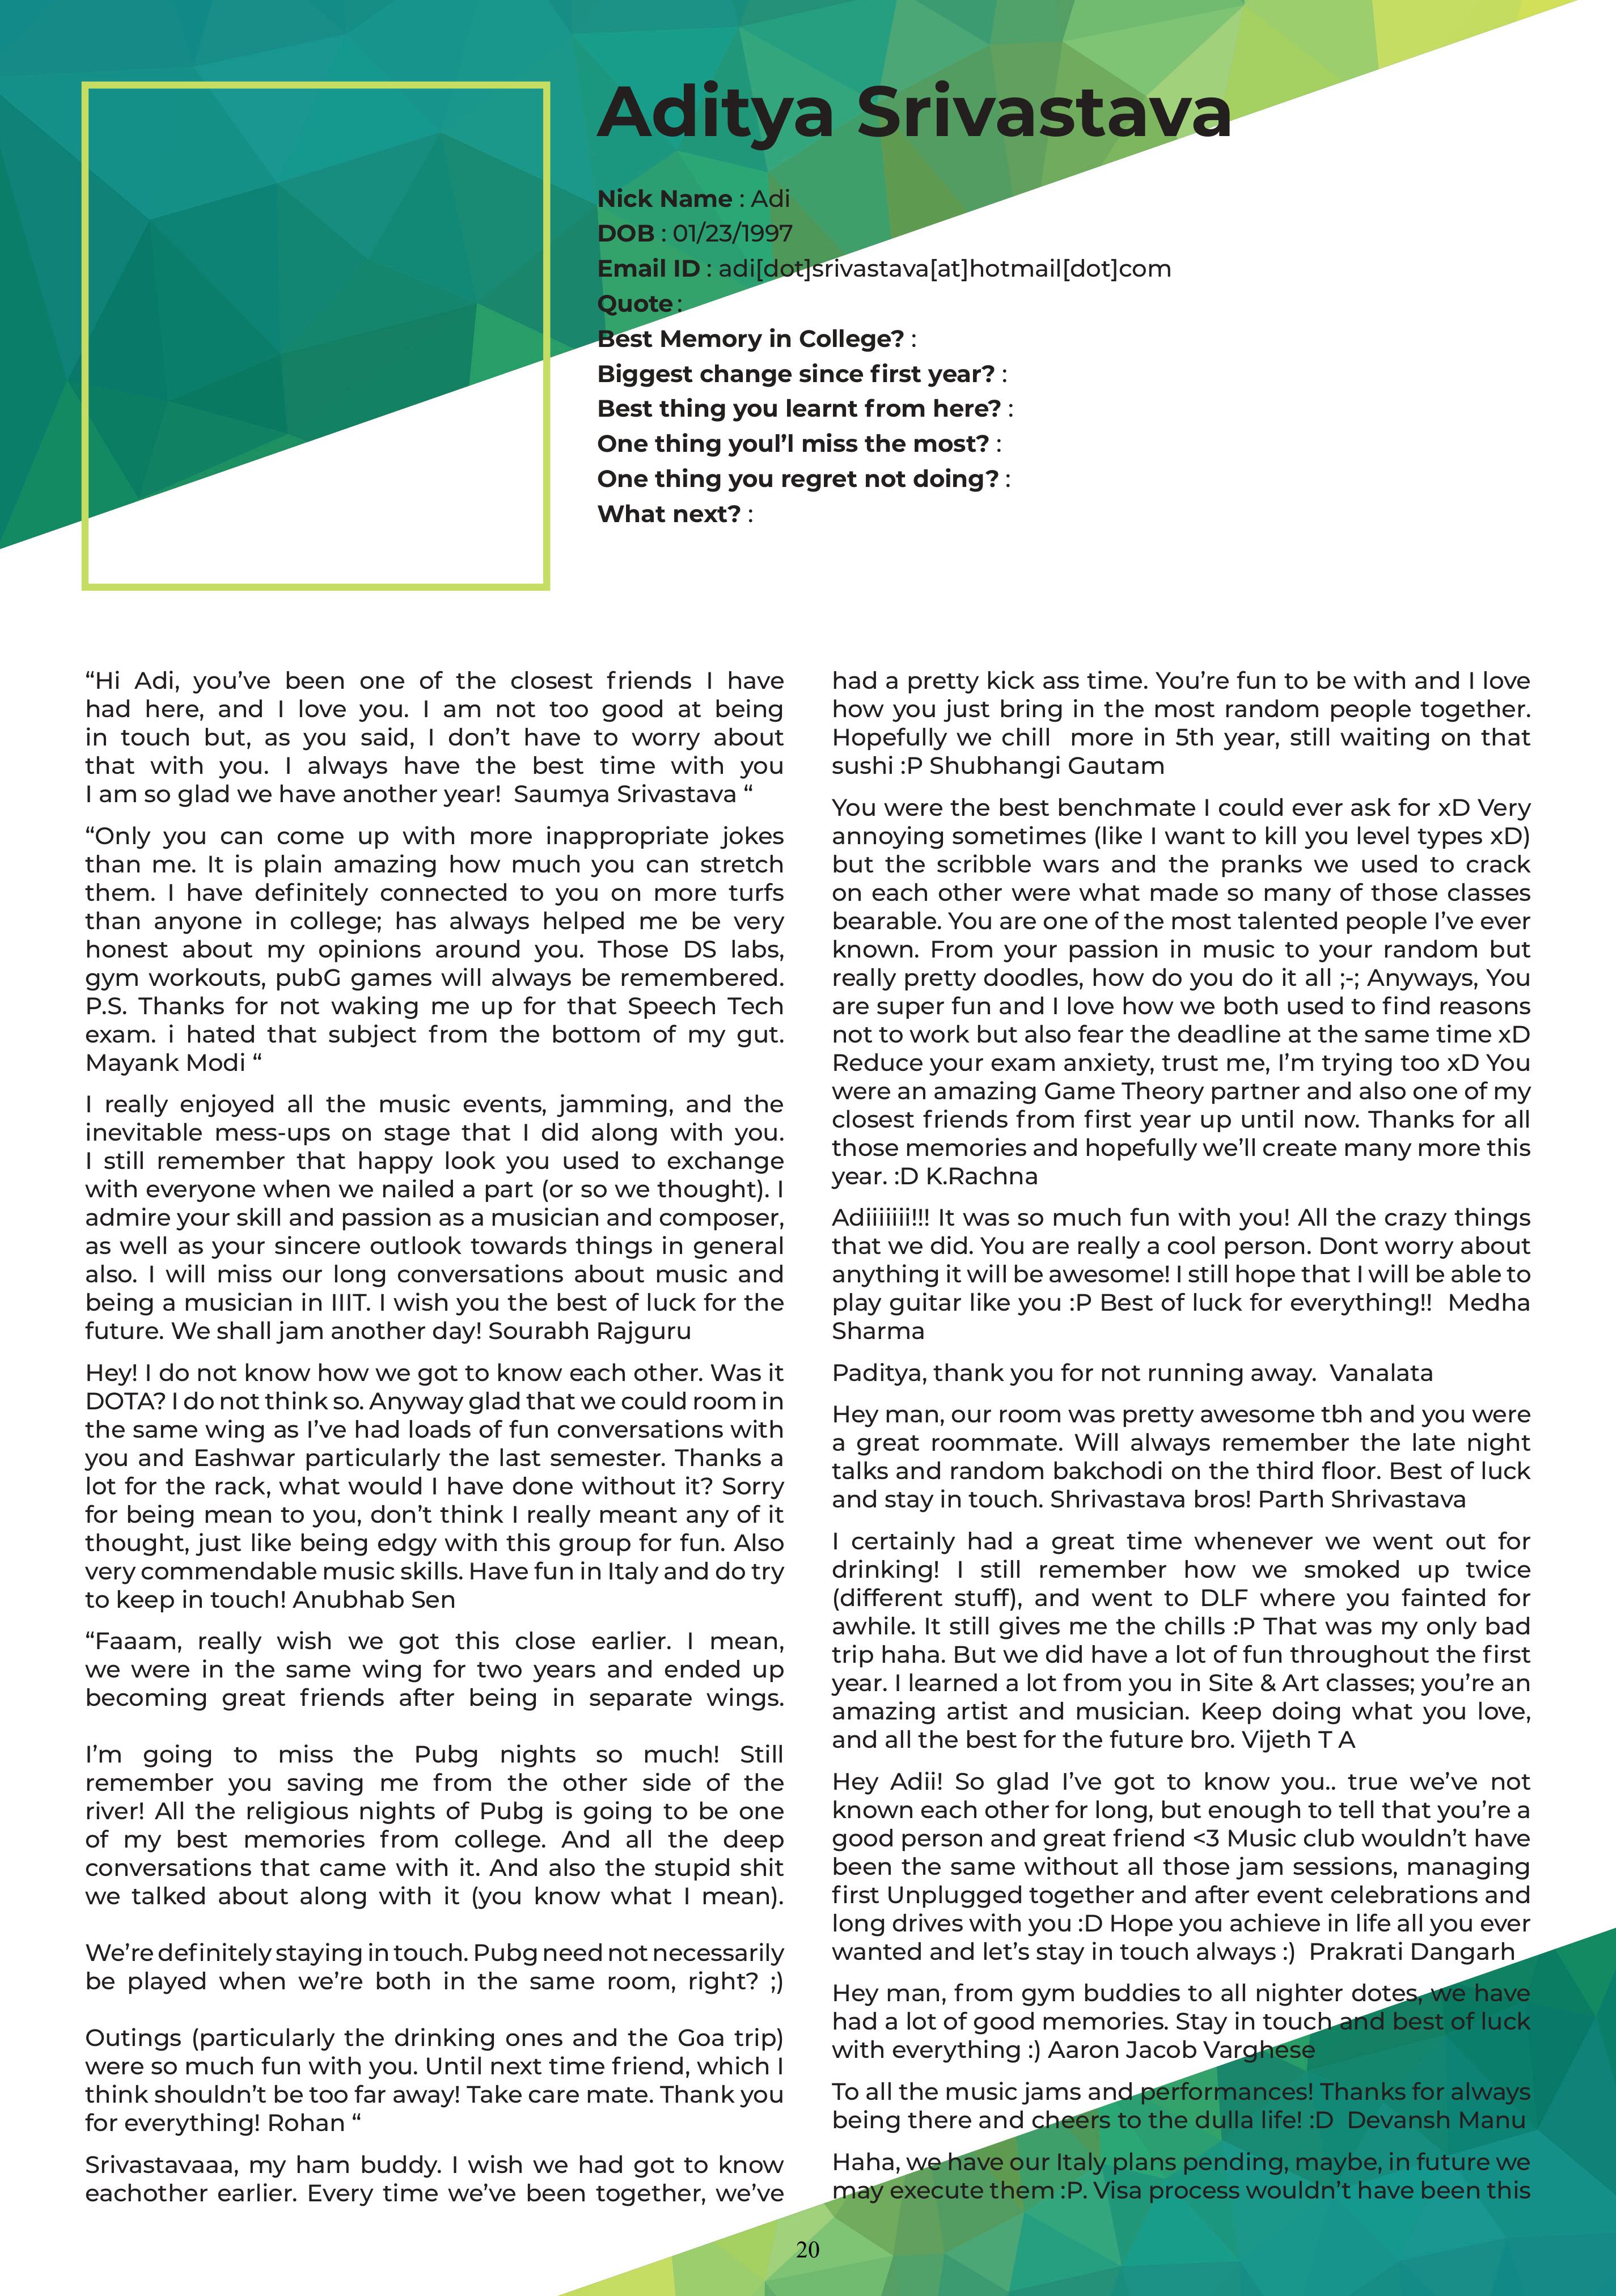 Aditya Srivastava
Nick Name : Adi
DOB : 01/23/1997
Email ID : adi[dot]srivastava[at]hotmail[dot]com
Quote :
Best Memory in College? :
Biggest change since first year? :
Best thing you learnt from here? :
One thing youl’l miss the most? :
One thing you regret not doing? :
What next? :
“Hi Adi, you’ve been one of the closest friends I have
had here, and I love you. I am not too good at being
in touch but, as you said, I don’t have to worry about
that with you. I always have the best time with you
I am so glad we have another year!  Saumya Srivastava “
“Only you can come up with more inappropriate jokes
than me. It is plain amazing how much you can stretch
them. I have definitely connected to you on more turfs
than anyone in college; has always helped me be very
honest about my opinions around you. Those DS labs,
gym workouts, pubG games will always be remembered.
P.S. Thanks for not waking me up for that Speech Tech
exam. i hated that subject from the bottom of my gut.
Mayank Modi “
I really enjoyed all the music events, jamming, and the
inevitable mess-ups on stage that I did along with you.
I still remember that happy look you used to exchange
with everyone when we nailed a part (or so we thought). I
admire your skill and passion as a musician and composer,
as well as your sincere outlook towards things in general
also. I will miss our long conversations about music and
being a musician in IIIT. I wish you the best of luck for the
future. We shall jam another day! Sourabh Rajguru
Hey! I do not know how we got to know each other. Was it
DOTA? I do not think so. Anyway glad that we could room in
the same wing as I’ve had loads of fun conversations with
you and Eashwar particularly the last semester. Thanks a
lot for the rack, what would I have done without it? Sorry
for being mean to you, don’t think I really meant any of it
thought, just like being edgy with this group for fun. Also
very commendable music skills. Have fun in Italy and do try
to keep in touch! Anubhab Sen
“Faaam, really wish we got this close earlier. I mean,
we were in the same wing for two years and ended up
becoming great friends after being in separate wings.
I’m going to miss the Pubg nights so much! Still
remember you saving me from the other side of the
river! All the religious nights of Pubg is going to be one
of my best memories from college. And all the deep
conversations that came with it. And also the stupid shit
we talked about along with it (you know what I mean).
We’re definitely staying in touch. Pubg need not necessarily
be played when we’re both in the same room, right? ;)
Outings (particularly the drinking ones and the Goa trip)
were so much fun with you. Until next time friend, which I
think shouldn’t be too far away! Take care mate. Thank you
for everything! Rohan “
Srivastavaaa, my ham buddy. I wish we had got to know
eachother earlier. Every time we’ve been together, we’ve
had a pretty kick ass time. You’re fun to be with and I love
how you just bring in the most random people together.
Hopefully we chill  more in 5th year, still waiting on that
sushi :P Shubhangi Gautam
You were the best benchmate I could ever ask for xD Very
annoying sometimes (like I want to kill you level types xD)
but the scribble wars and the pranks we used to crack
on each other were what made so many of those classes
bearable. You are one of the most talented people I’ve ever
known. From your passion in music to your random but
really pretty doodles, how do you do it all ;-; Anyways, You
are super fun and I love how we both used to find reasons
not to work but also fear the deadline at the same time xD
Reduce your exam anxiety, trust me, I’m trying too xD You
were an amazing Game Theory partner and also one of my
closest friends from first year up until now. Thanks for all
those memories and hopefully we’ll create many more this
year. :D K.Rachna
Adiiiiiii!!! It was so much fun with you! All the crazy things
that we did. You are really a cool person. Dont worry about
anything it will be awesome! I still hope that I will be able to
play guitar like you :P Best of luck for everything!!  Medha
Sharma
Paditya, thank you for not running away.  Vanalata
Hey man, our room was pretty awesome tbh and you were
a great roommate. Will always remember the late night
talks and random bakchodi on the third floor. Best of luck
and stay in touch. Shrivastava bros! Parth Shrivastava
I certainly had a great time whenever we went out for
drinking! I still remember how we smoked up twice
(different stuff), and went to DLF where you fainted for
awhile. It still gives me the chills :P That was my only bad
trip haha. But we did have a lot of fun throughout the first
year. I learned a lot from you in Site & Art classes; you’re an
amazing artist and musician. Keep doing what you love,
and all the best for the future bro. Vijeth T A
Hey Adii! So glad I’ve got to know you.. true we’ve not
known each other for long, but enough to tell that you’re a
good person and great friend <3 Music club wouldn’t have
been the same without all those jam sessions, managing
first Unplugged together and after event celebrations and
long drives with you :D Hope you achieve in life all you ever
wanted and let’s stay in touch always :)  Prakrati Dangarh
Hey man, from gym buddies to all nighter dotes, we have
had a lot of good memories. Stay in touch and best of luck
with everything :) Aaron Jacob Varghese
To all the music jams and performances! Thanks for always
being there and cheers to the dulla life! :D  Devansh Manu
Haha, we have our Italy plans pending, maybe, in future we
may execute them :P. Visa process wouldn’t have been this
20